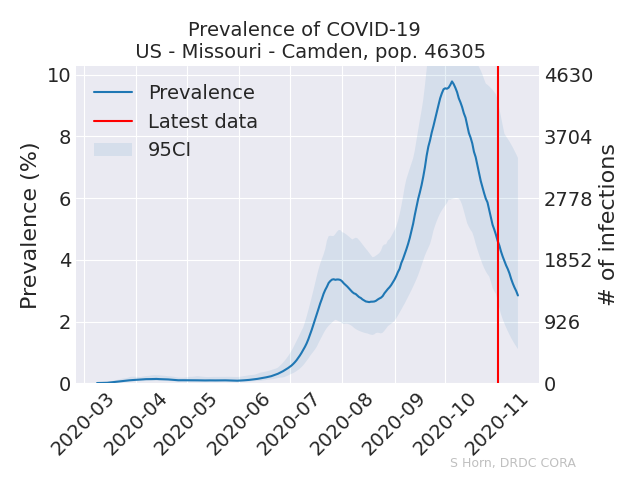 Prevalence of COVID-19
US - Missouri - Camden, pop. 46305
Prevalence
Latest data
95CI
Prevalence (%)
10
8
6
4
2
0
4630
3704
2778
1852
926
0
# of infections
2020-03
2020-04
2020-05
2020-06
2020-07
2020-08
2020-09
2020-10
2020-11
S Horn, DRDC CORA